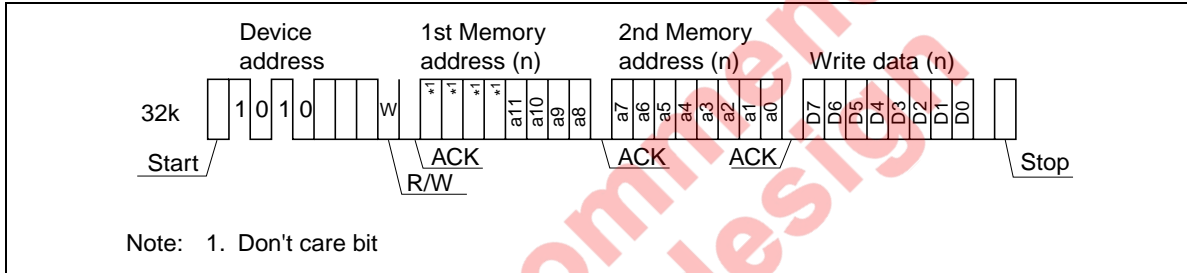 Device address
1st Memory address (n)
2nd Memory address (n)
Write data (n)
32k
1 0 1 0 W *1 *1 *1 *1 a11 a10 a9 a8 a7 a6 a5 a4 a3 a2 a1 a0 D7 D6 D5 D4 D3 D2 D1 D0
Start
ACK
ACK
ACK
Stop
R/W
Note: 1. Don't care bit